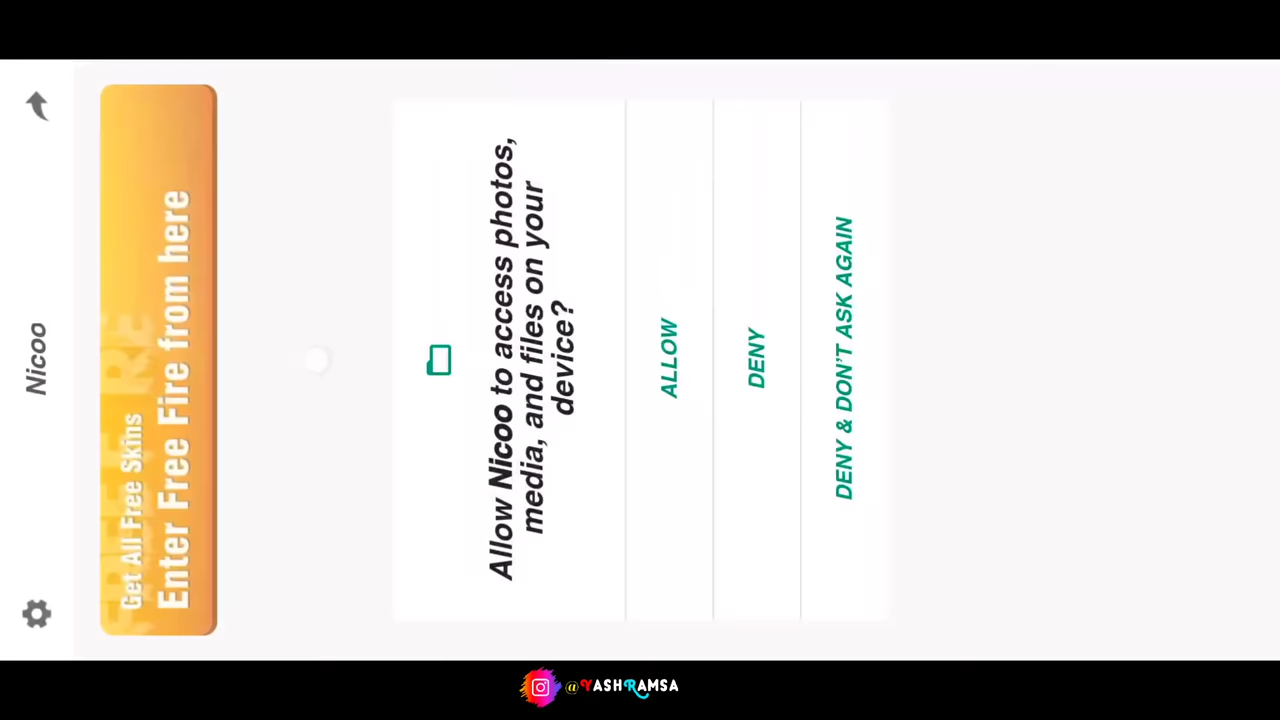 Nicoo
Get All Free Skins
Enter Free Fire from here
Allow Nicoo to access photos,
media, and files on your
device?
ALLOW
DENY
DENY & DON'T ASK AGAIN
@YASHRAMSA